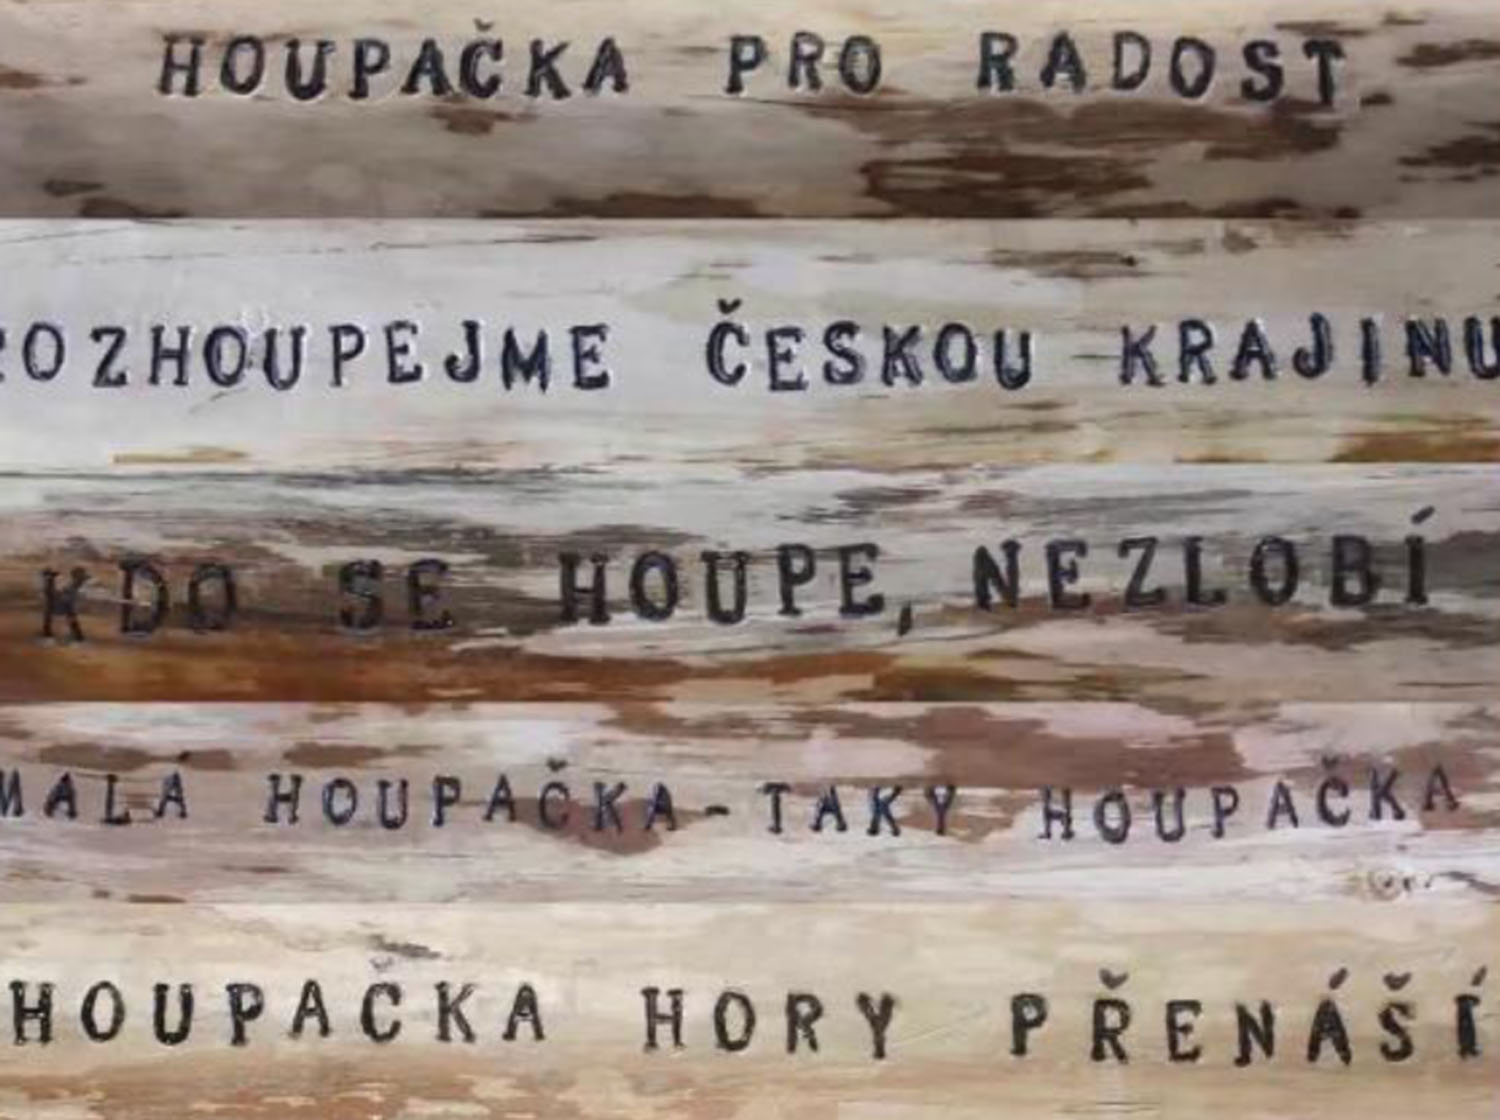 HOUPAČKA PRO RADOST
ROZHOUPEJME ČESKOU KRAJINU
KDO SE HOUPE, NEZLOBÍ
MALÁ HOUPAČKA - TAKY HOUPAČKA
HOUPAČKA HORY PŘENÁŠÍ